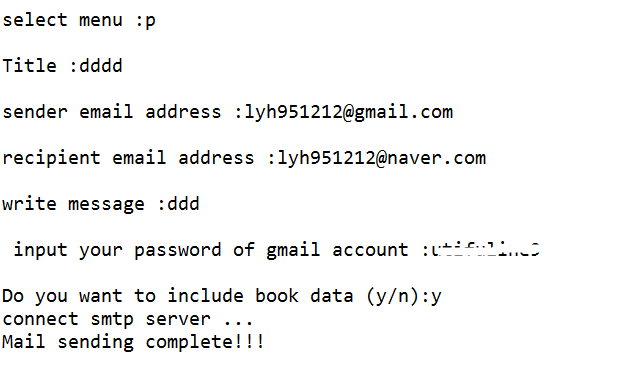 select menu :p
Title :dddd
sender email address :lyh951212@gmail.com
recipient email address :lyh951212@naver.com
write message :ddd
input your password of gmail account :
Do you want to include book data (y/n):y
connect smtp server ...
Mail sending complete!!!